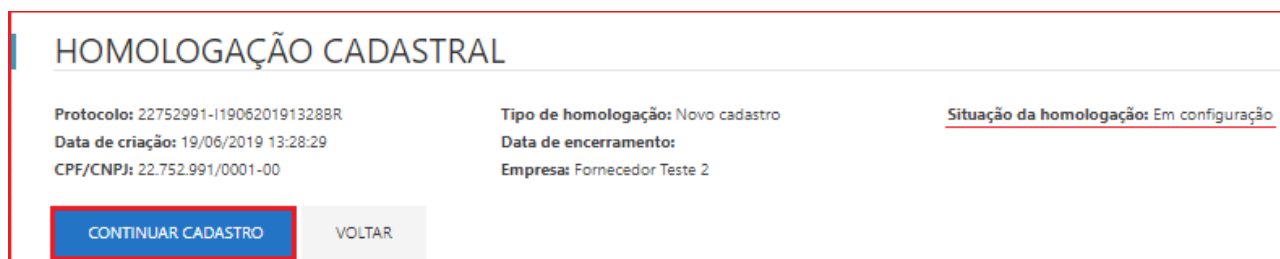 HOMOLOGAÇÃO CADASTRAL
Protocolo: 22752991-I190620191328BR
Tipo de homologação: Novo cadastro
Situação da homologação: Em configuração
Data de criação: 19/06/2019 13:28:29
Data de encerramento:
CPF/CNPJ: 22.752.991/0001-00
Empresa: Fornecedor Teste 2
CONTINUAR CADASTRO
VOLTAR